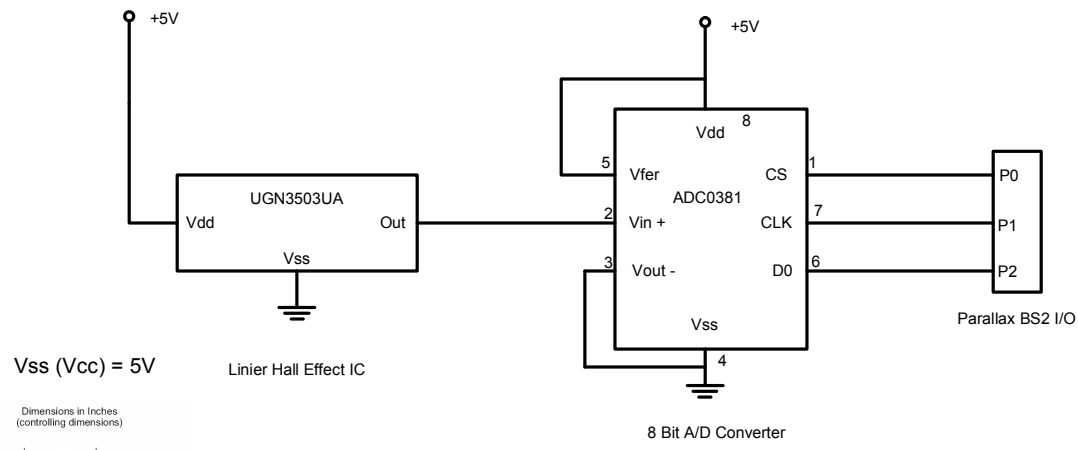 +5V
+5V
8
Vdd
5
Vfer
CS
1
P0
UGN3503UA
ADC0381
Vdd
Out
2
Vin +
CLK
7
P1
Vss
3
Vout -
D0
6
P2
Vss
Parallax BS2 I/O
4
Vss (Vcc) = 5V
Linier Hall Effect IC
Dimensions in Inches
(controlling dimensions)
8 Bit A/D Converter